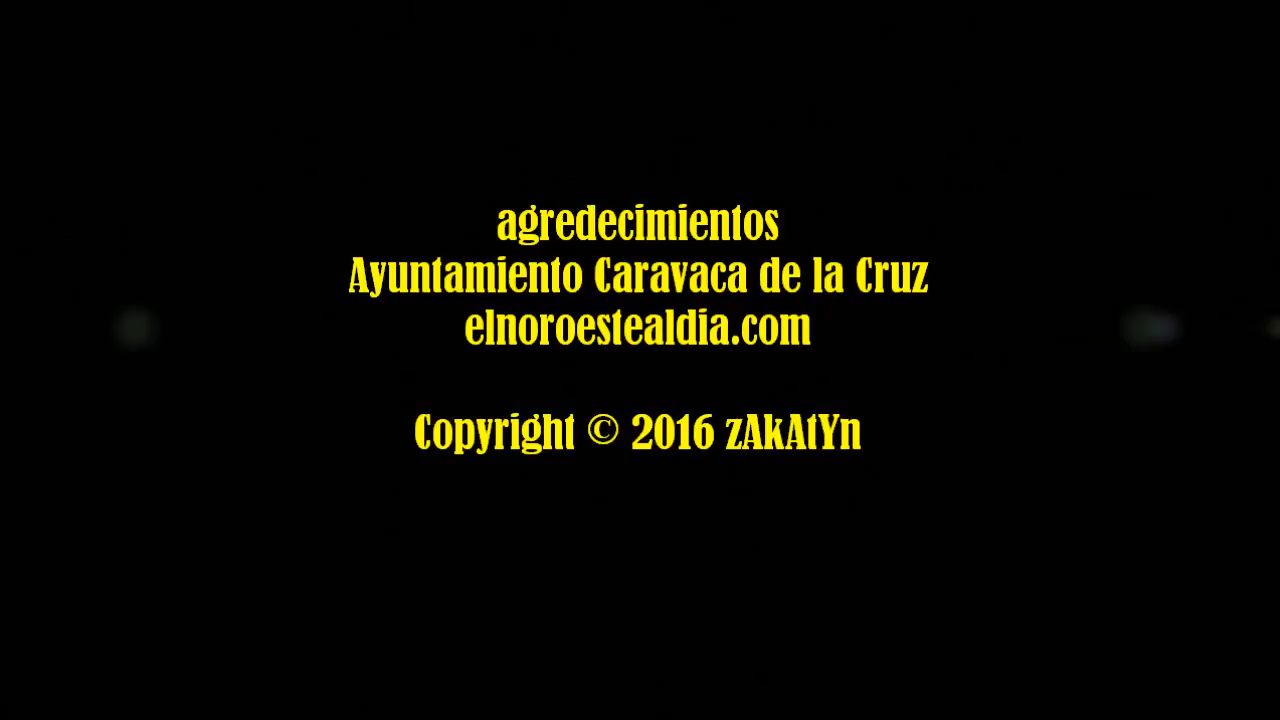 agredecimientos
Ayuntamiento Caravaca de la Cruz
elnoroestealdia.com
Copyright © 2016 zAkAtYn